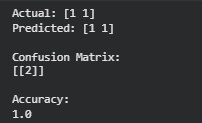 Actual: [1 1]
Predicted: [1 1]
Confusion Matrix:
[[2]]
Accuracy:
1.0